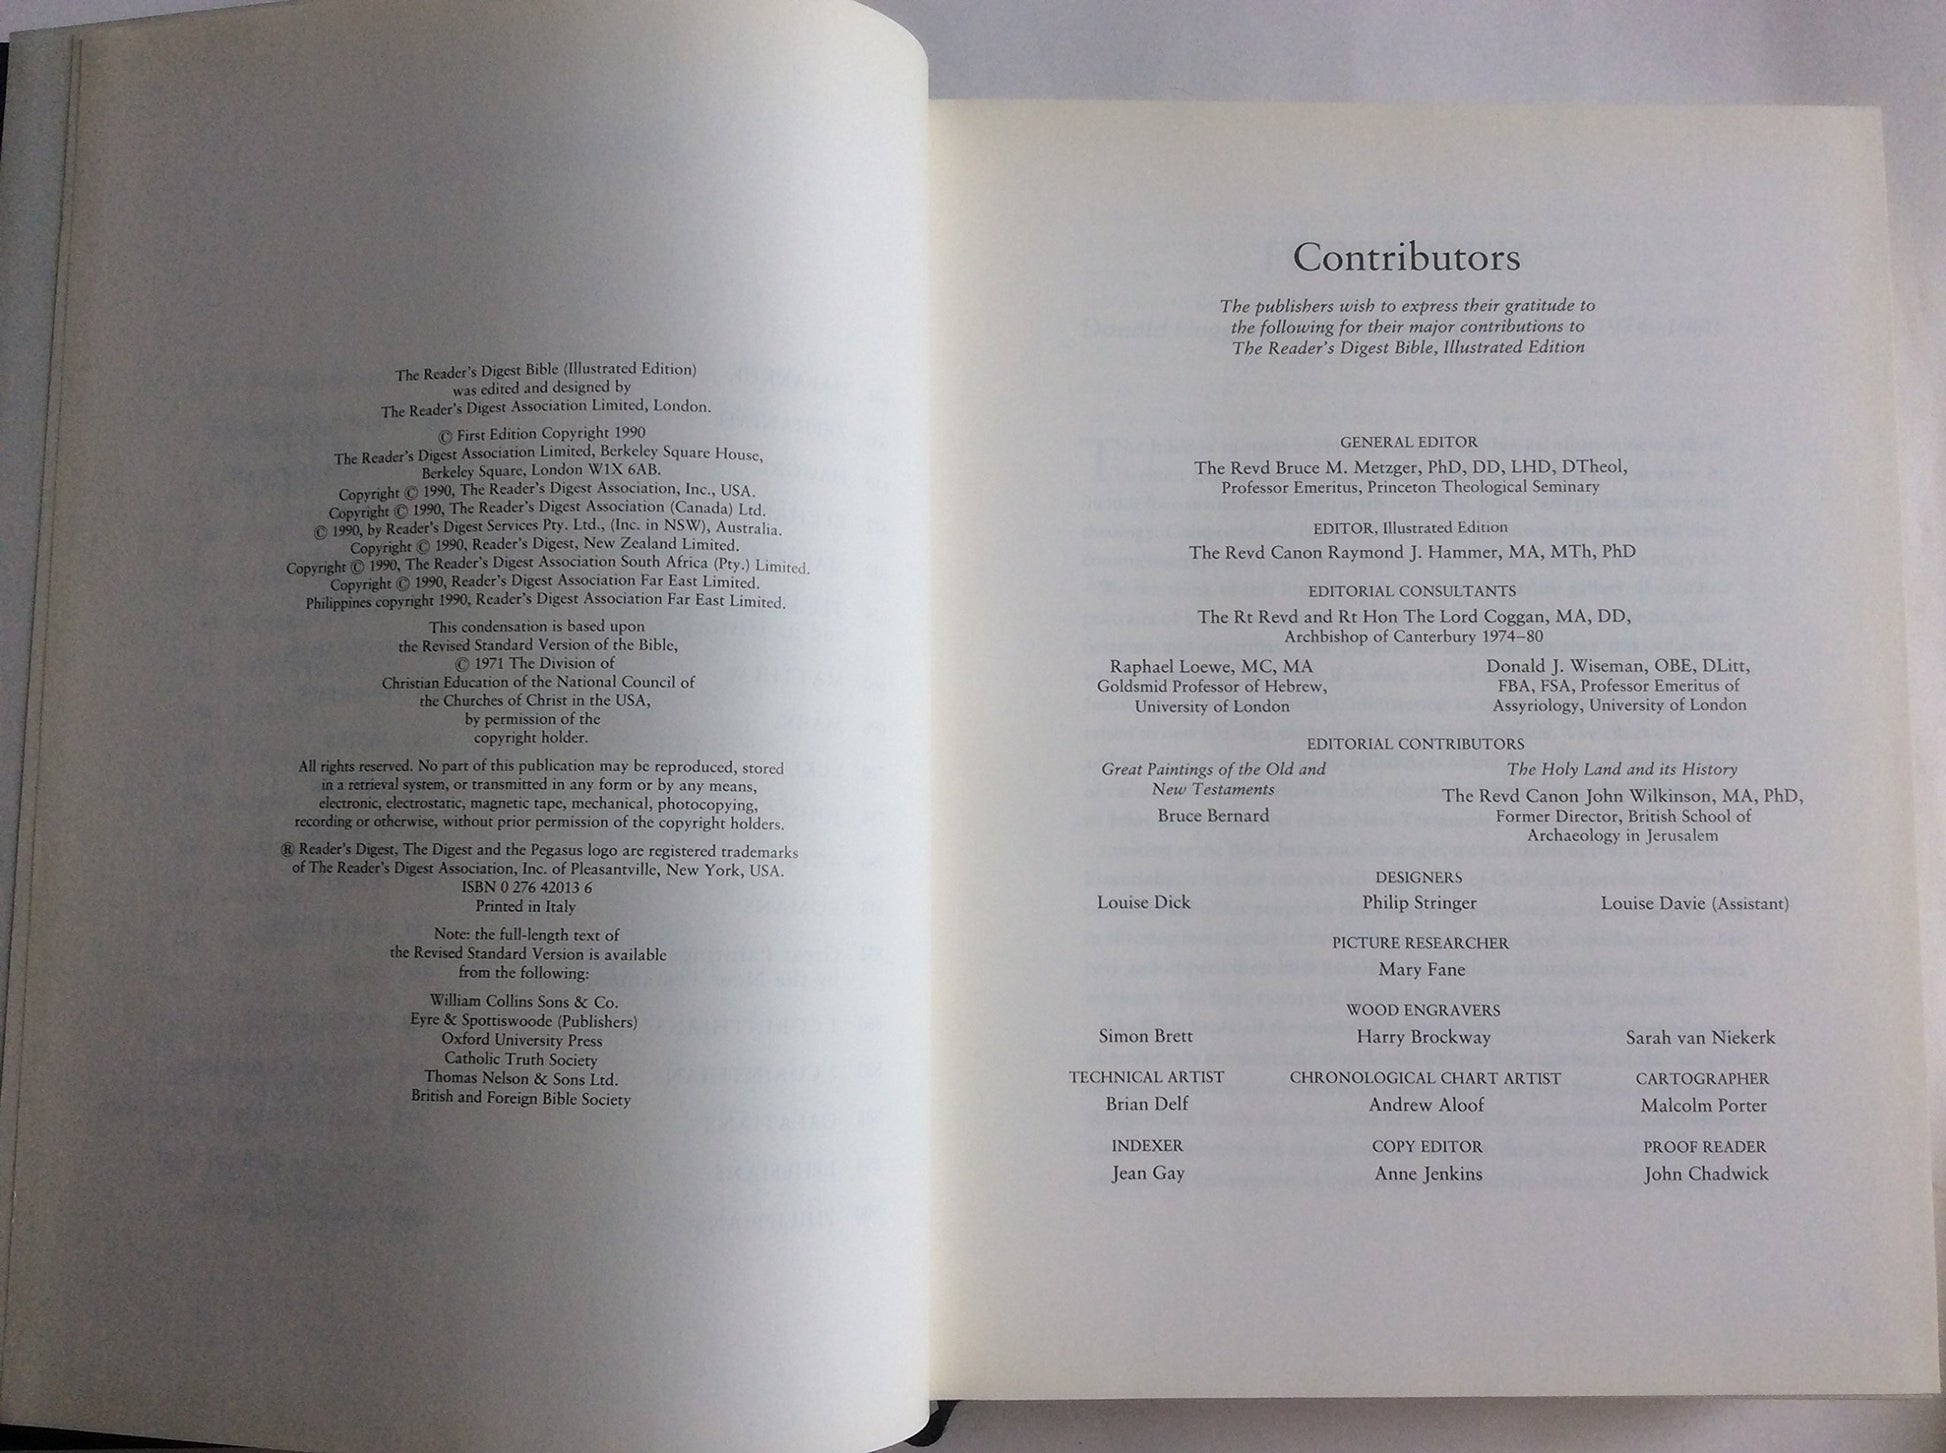 The Reader's Digest Bible (Illustrated Edition)
was edited and designed by
The Reader's Digest Association Limited, London.
© First Edition Copyright 1990
The Reader's Digest Association Limited, Berkeley Square House,
Berkeley Square, London W1X 6AB.
Copyright © 1990, The Reader's Digest Association, Inc., USA.
Copyright © 1990, The Reader's Digest Association (Canada) Ltd.
© 1990, by Reader's Digest Services Pty. Ltd., (Inc. in NSW), Australia.
Copyright © 1990, Reader's Digest, New Zealand Limited.
Copyright © 1990, The Reader's Digest Association South Africa (Pty.) Limited.
Copyright © 1990, Reader's Digest Association Far East Limited.
Philippines copyright 1990, Reader's Digest Association Far East Limited.
This condensation is based upon
the Revised Standard Version of the Bible,
© 1971 The Division of
Christian Education of the National Council of
the Churches of Christ in the USA,
by permission of the
copyright holder.
All rights reserved. No part of this publication may be reproduced, stored
in a retrieval system, or transmitted in any form or by any means,
electronic, electrostatic, magnetic tape, mechanical, photocopying,
recording or otherwise, without prior permission of the copyright holders.
® Reader's Digest, The Digest and the Pegasus logo are registered trademarks
of The Reader's Digest Association, Inc. of Pleasantville, New York, USA.
ISBN 0 276 42013 6
Printed in Italy
Note: the full-length text of
the Revised Standard Version is available
from the following:
William Collins Sons & Co.
Eyre & Spottiswoode (Publishers)
Oxford University Press
Catholic Truth Society
Thomas Nelson & Sons Ltd.
British and Foreign Bible Society
Contributors
The publishers wish to express their gratitude to
the following for their major contributions to
The Reader's Digest Bible, Illustrated Edition
GENERAL EDITOR
The Revd Bruce M. Metzger, PhD, DD, LHD, DTheol,
Professor Emeritus, Princeton Theological Seminary
EDITOR, Illustrated Edition
The Revd Canon Raymond J. Hammer, MA, MTh, PhD
EDITORIAL CONSULTANTS
The Rt Revd and Rt Hon The Lord Coggan, MA, DD,
Archbishop of Canterbury 1974–80
Raphael Loewe, MC, MA
Goldsmid Professor of Hebrew,
University of London
Donald J. Wiseman, OBE, DLitt,
FBA, FSA, Professor Emeritus of
Assyriology, University of London
EDITORIAL CONTRIBUTORS
Great Paintings of the Old and
New Testaments
Bruce Bernard
The Holy Land and its History
The Revd Canon John Wilkinson, MA, PhD,
Former Director, British School of
Archaeology in Jerusalem
DESIGNERS
Louise Dick Philip Stringer Louise Davie (Assistant)
PICTURE RESEARCHER
Mary Fane
WOOD ENGRAVERS
Simon Brett Harry Brockway Sarah van Niekerk
TECHNICAL ARTIST CHRONOLOGICAL CHART ARTIST CARTOGRAPHER
Brian Delf Andrew Aloof Malcolm Porter
INDEXER COPY EDITOR PROOF READER
Jean Gay Anne Jenkins John Chadwick